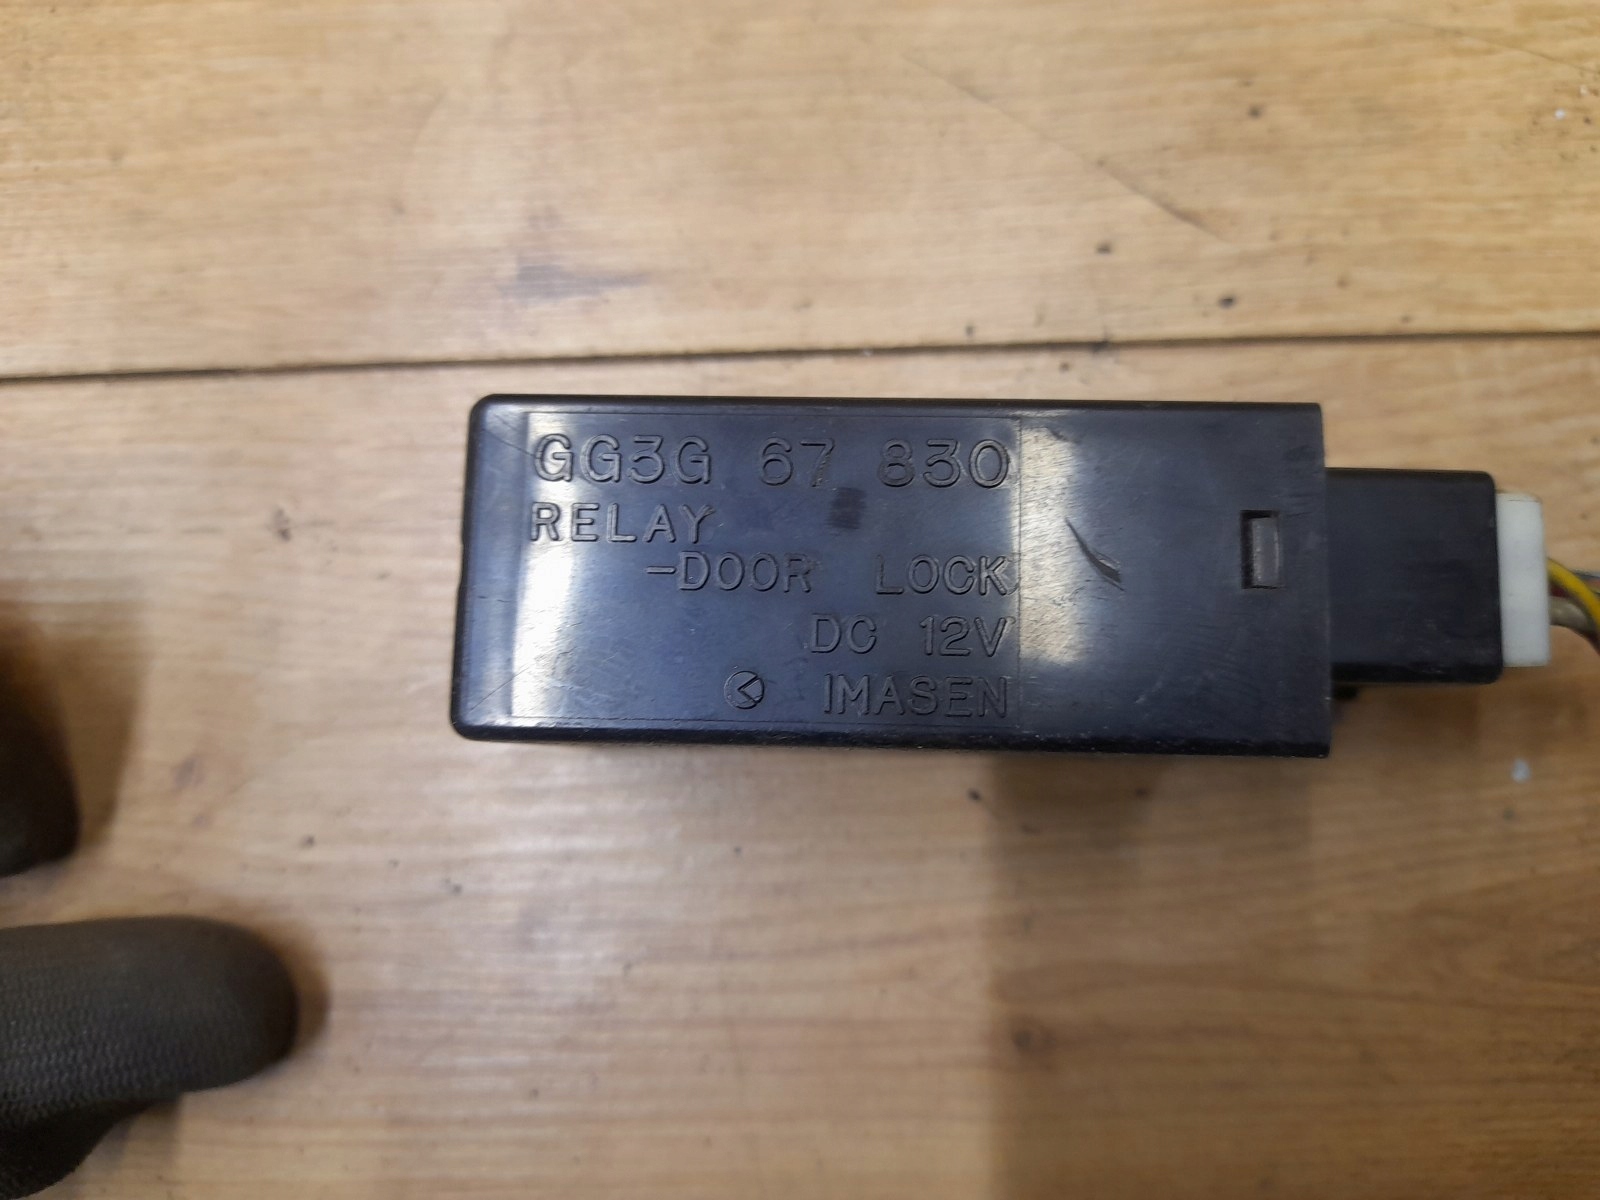 GG3G 67 830
RELAY
-DOOR LOCK
DC 12V
IMASEN